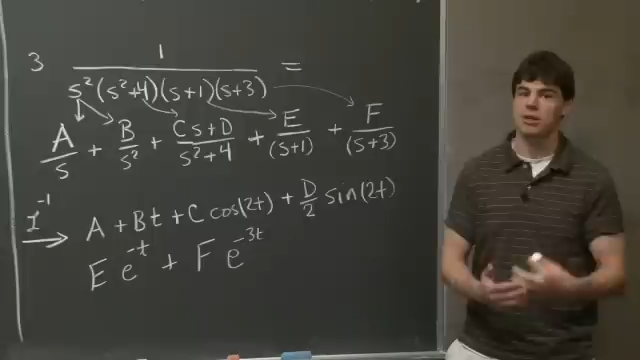 3 1/(s²(s²+4)(s+1)(s+3)) =
A/s + B/s² + (Cs+D)/(s²+4) + E/(s+1) + F/(s+3)
ℒ⁻¹ → A + Bt + C cos(2t) + D/2 sin(2t)
E e⁻ᵗ + F e⁻³ᵗ